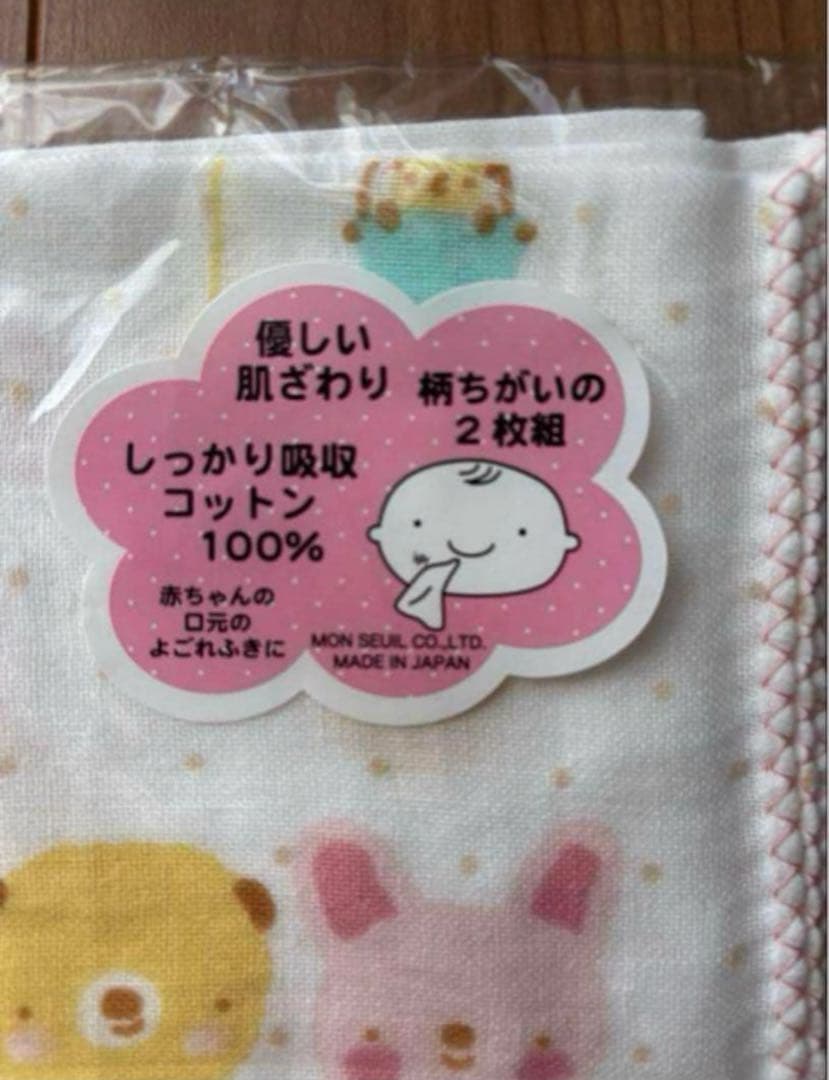 優しい
肌ざわり
柄ちがいの
2枚組
しっかり吸収
コットン
100%
赤ちゃんの
口元の
よごれふきに
MON SEUIL CO.,LTD.
MADE IN JAPAN